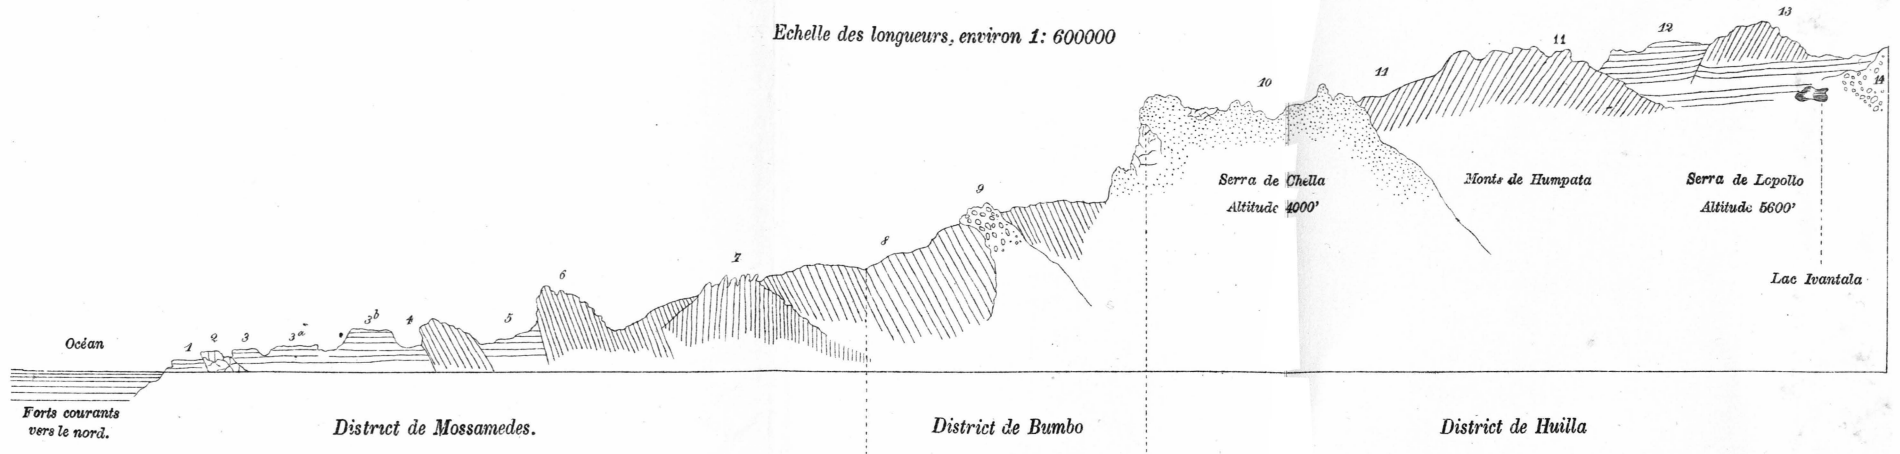 Echelle des longueurs, environ 1: 600000
13
12
11
11
10
14
9
8
7
6
5
4
3b
3a
3
2
1
Serra de Chella
Altitude 4000'
Monts de Humpata
Serra de Lopollo
Altitude 5600'
Lac Ivantala
Océan
Forts courants
vers le nord.
District de Mossamedes.
District de Bumbo
District de Huilla